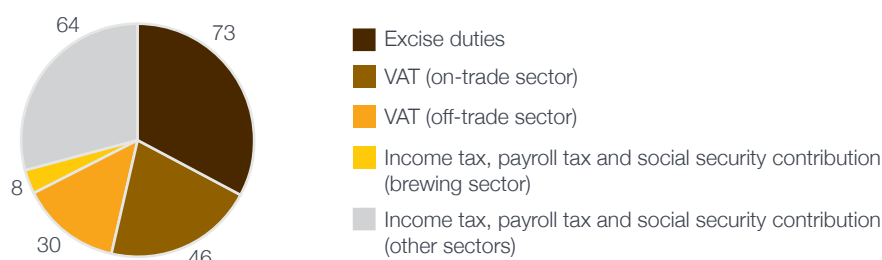 64
73
8
30
46
Excise duties
VAT (on-trade sector)
VAT (off-trade sector)
Income tax, payroll tax and social security contribution
(brewing sector)
Income tax, payroll tax and social security contribution
(other sectors)